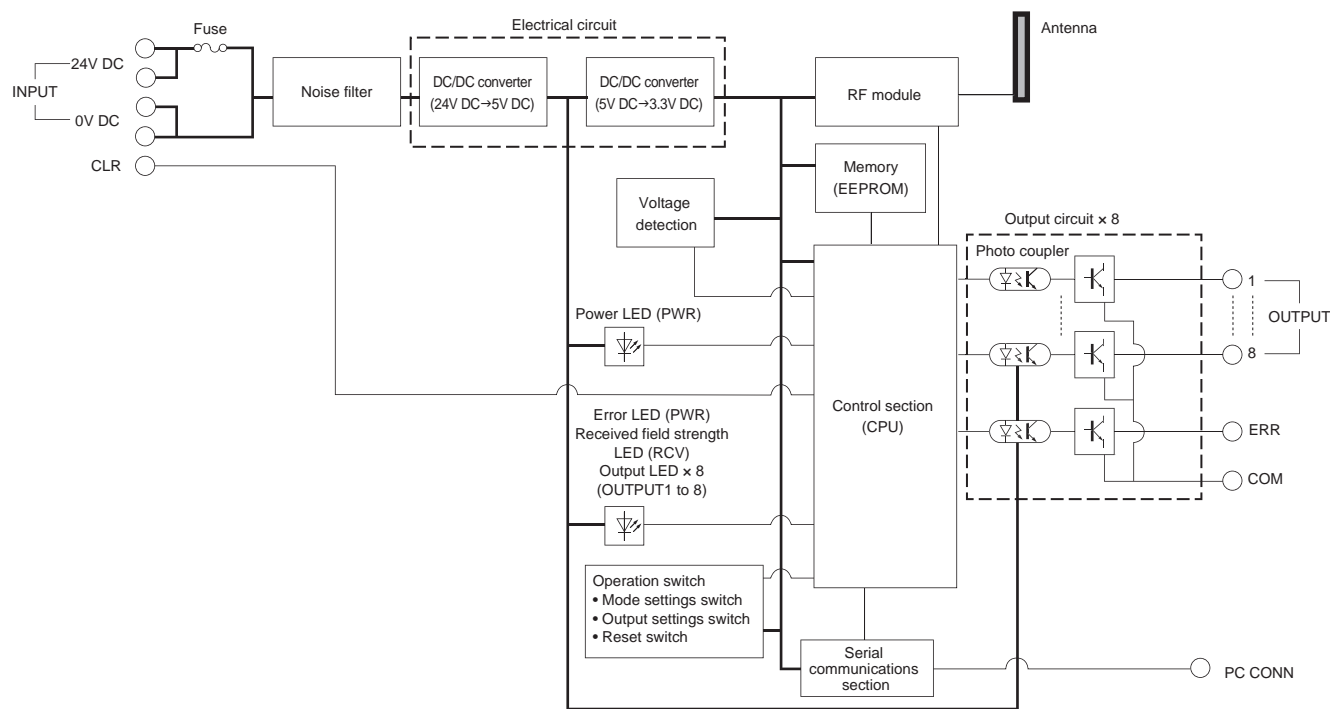 Fuse
Electrical circuit
Antenna
24V DC
INPUT
0V DC
CLR
Noise filter
DC/DC converter
(24V DC→5V DC)
DC/DC converter
(5V DC→3.3V DC)
RF module
Memory
(EEPROM)
Voltage
detection
Output circuit × 8
Photo coupler
1
OUTPUT
8
Power LED (PWR)
Control section
(CPU)
Error LED (PWR)
Received field strength
LED (RCV)
Output LED × 8
(OUTPUT1 to 8)
ERR
COM
Operation switch
• Mode settings switch
• Output settings switch
• Reset switch
Serial
communications
section
PC CONN